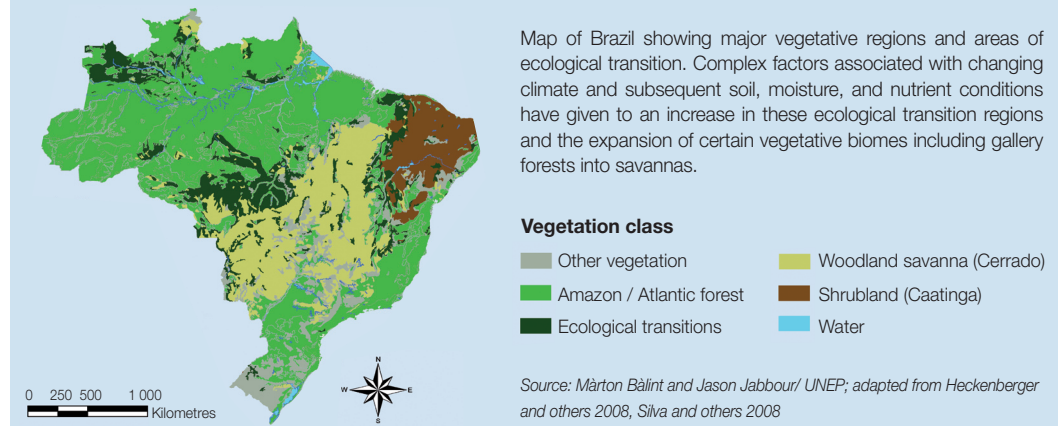 Map of Brazil showing major vegetative regions and areas of
ecological transition. Complex factors associated with changing
climate and subsequent soil, moisture, and nutrient conditions
have given to an increase in these ecological transition regions
and the expansion of certain vegetative biomes including gallery
forests into savannas.
Vegetation class
Other vegetation
Woodland savanna (Cerrado)
Amazon / Atlantic forest
Shrubland (Caatinga)
Ecological transitions
Water
N
W E
S
0 250 500 1 000
Kilometres
Source: Màrton Bàlint and Jason Jabbour/ UNEP; adapted from Heckenberger
and others 2008, Silva and others 2008